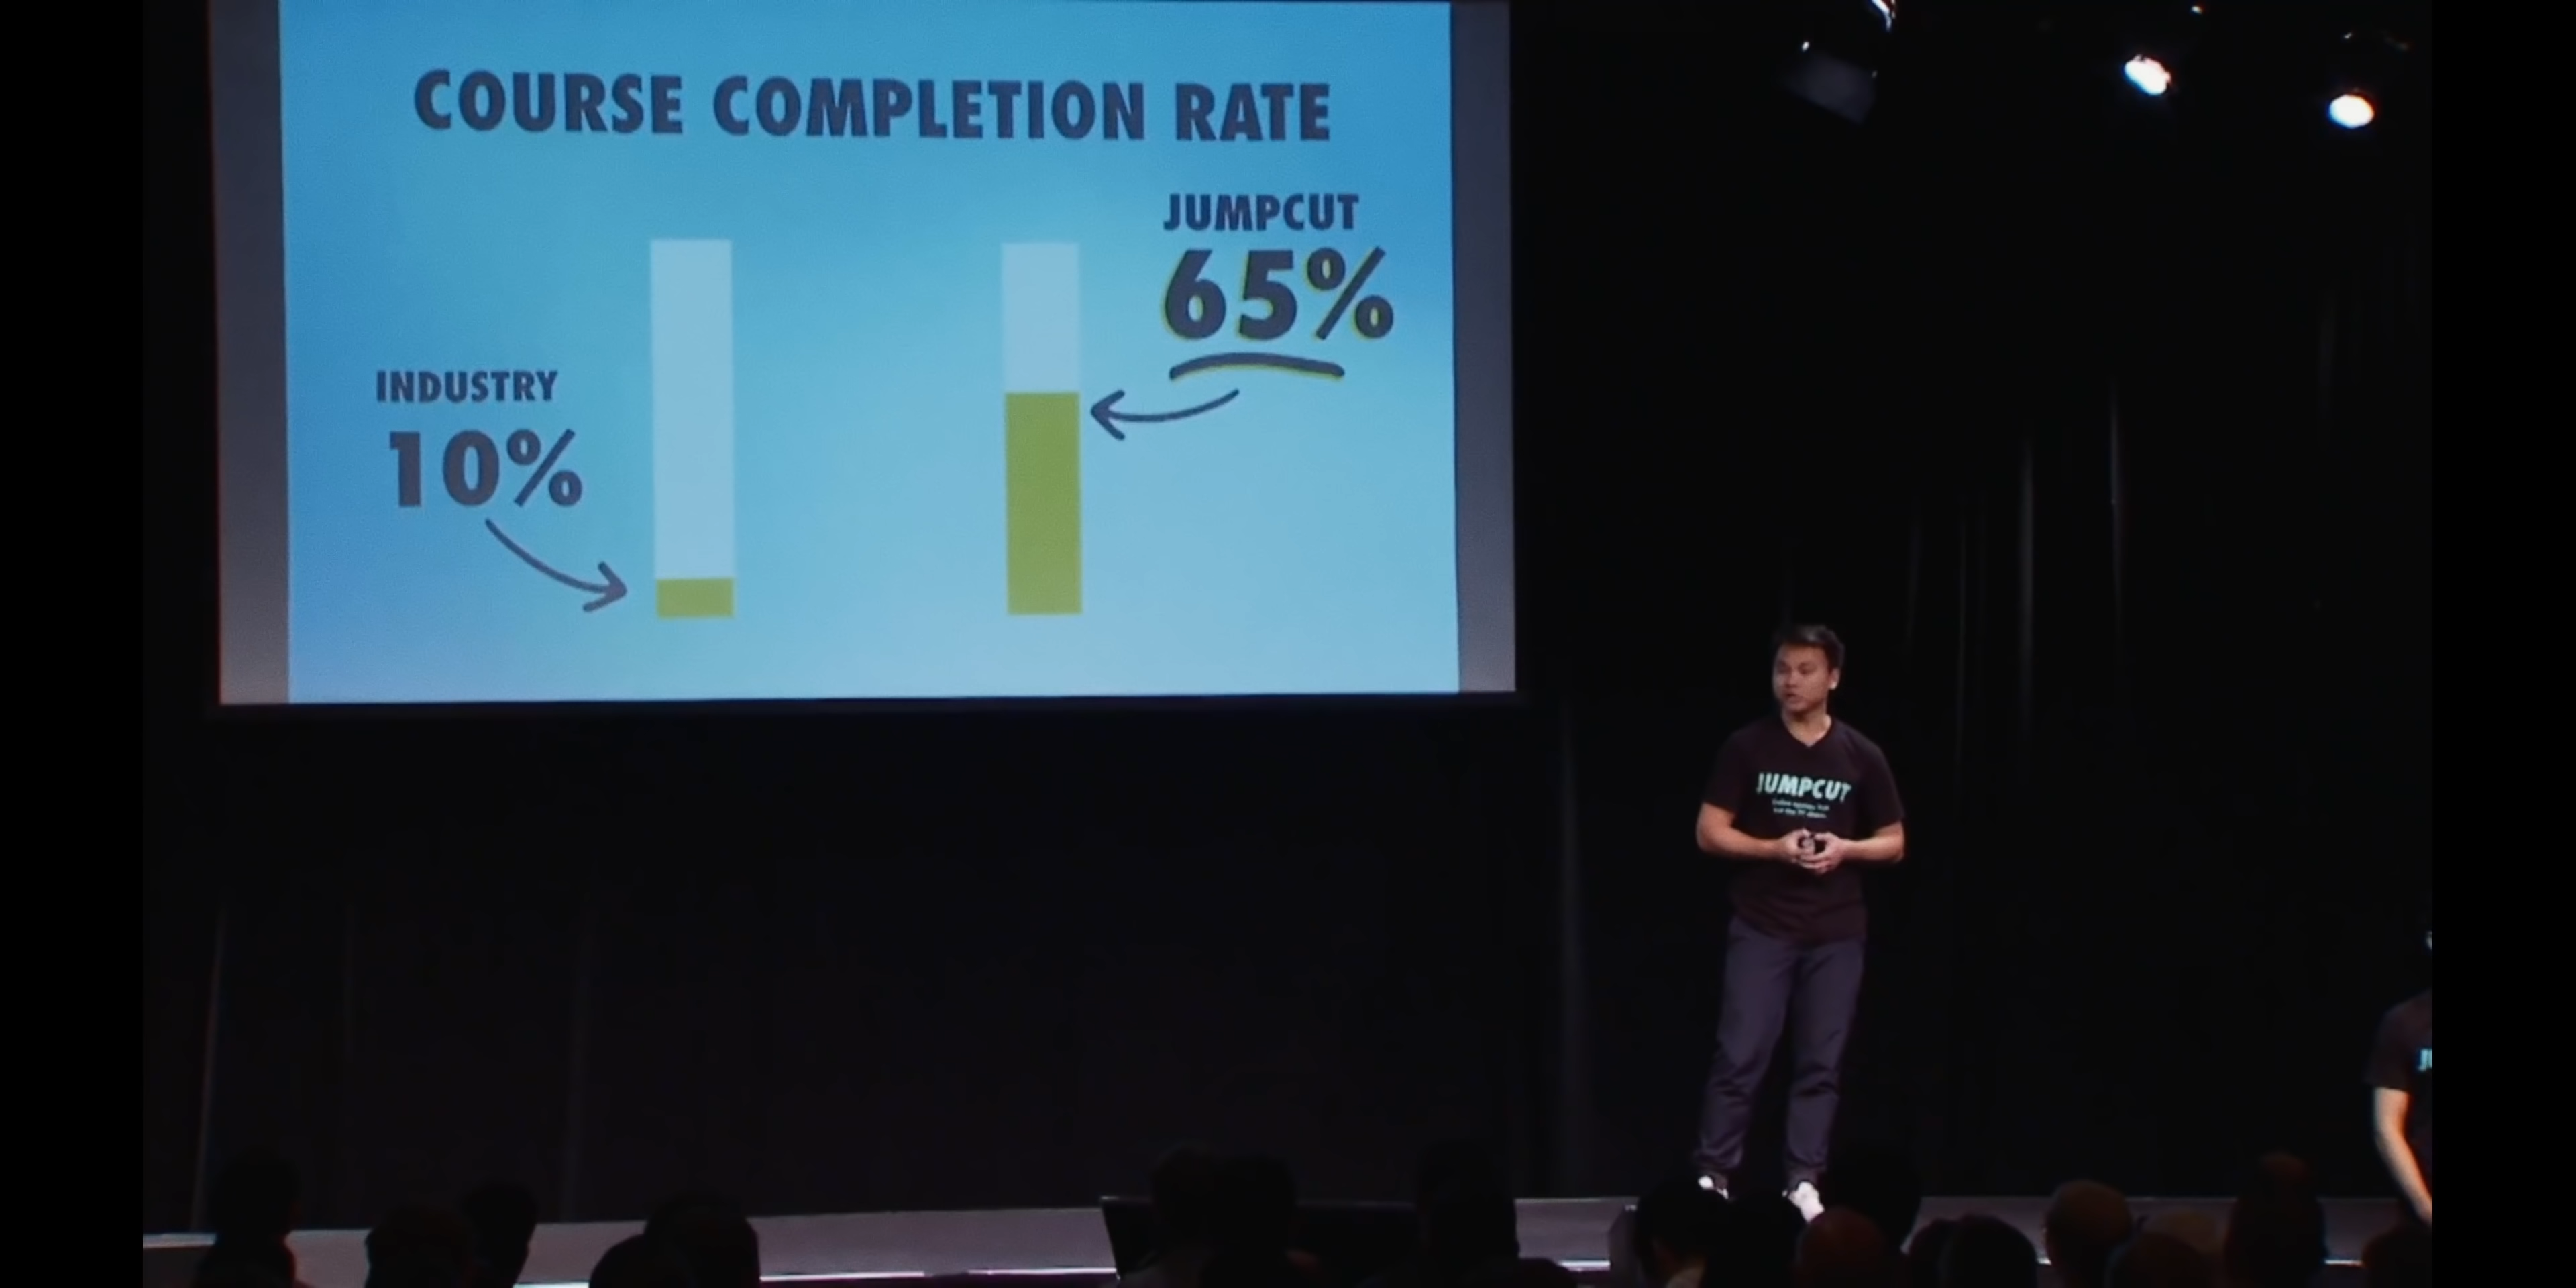 COURSE COMPLETION RATE
JUMPCUT
65%
INDUSTRY
10%
JUMPCUT